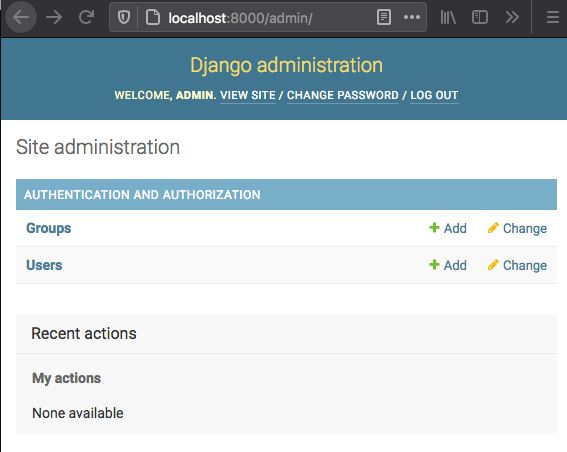 localhost:8000/admin/
Django administration
WELCOME, ADMIN. VIEW SITE / CHANGE PASSWORD / LOG OUT
Site administration
AUTHENTICATION AND AUTHORIZATION
Groups Add Change
Users Add Change
Recent actions
My actions
None available